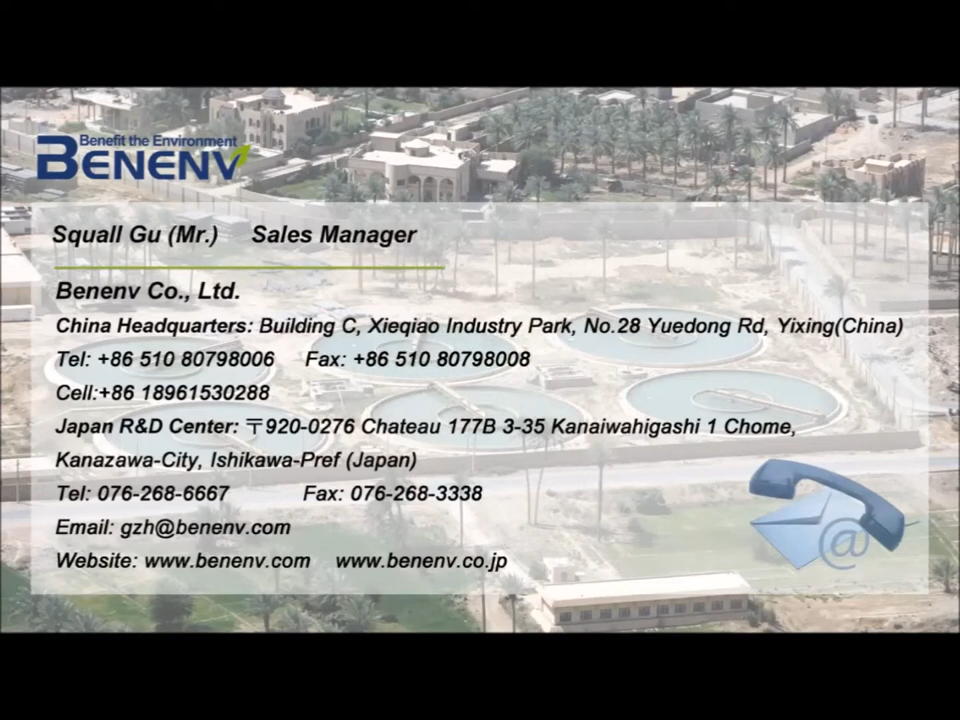 Benefit the Environment
BENENV
Squall Gu (Mr.) Sales Manager
Benenv Co., Ltd.
China Headquarters: Building C, Xieqiao Industry Park, No.28 Yuedong Rd, Yixing(China)
Tel: +86 510 80798006 Fax: +86 510 80798008
Cell:+86 18961530288
Japan R&D Center: 〒920-0276 Chateau 177B 3-35 Kanaiwahigashi 1 Chome,
Kanazawa-City, Ishikawa-Pref (Japan)
Tel: 076-268-6667 Fax: 076-268-3338
Email: gzh@benenv.com
Website: www.benenv.com www.benenv.co.jp
@